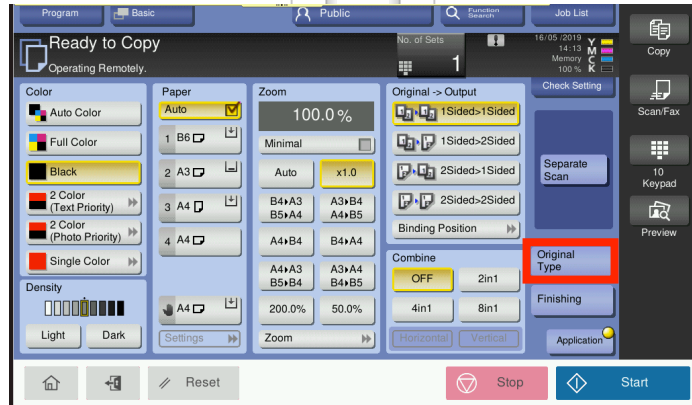 Program
Basic
Public
Function
Search
Job List
Ready to Copy
Operating Remotely.
No. of Sets
1
16/05/2019
14:13
Memory
100 %
Y
M
C
K
Copy
Scan/Fax
10
Keypad
Preview
Color
Auto Color
Full Color
Black
2 Color
(Text Priority)
2 Color
(Photo Priority)
Single Color
Density
Light
Dark
Paper
Auto
1 B6
2 A3
3 A4
4 A4
A4
Settings
Zoom
100.0%
Minimal
Auto
x1.0
B4▸A3
B5▸A4
A3▸B4
A4▸B5
A4▸B4
B4▸A4
A4▸A3
B5▸B4
A3▸A4
B4▸B5
200.0%
50.0%
Zoom
Original -> Output
1Sided>1Sided
1Sided>2Sided
2Sided>1Sided
2Sided>2Sided
Binding Position
Combine
OFF
2in1
4in1
8in1
Horizontal
Vertical
Check Setting
Separate
Scan
Original
Type
Finishing
Application
Reset
Stop
Start